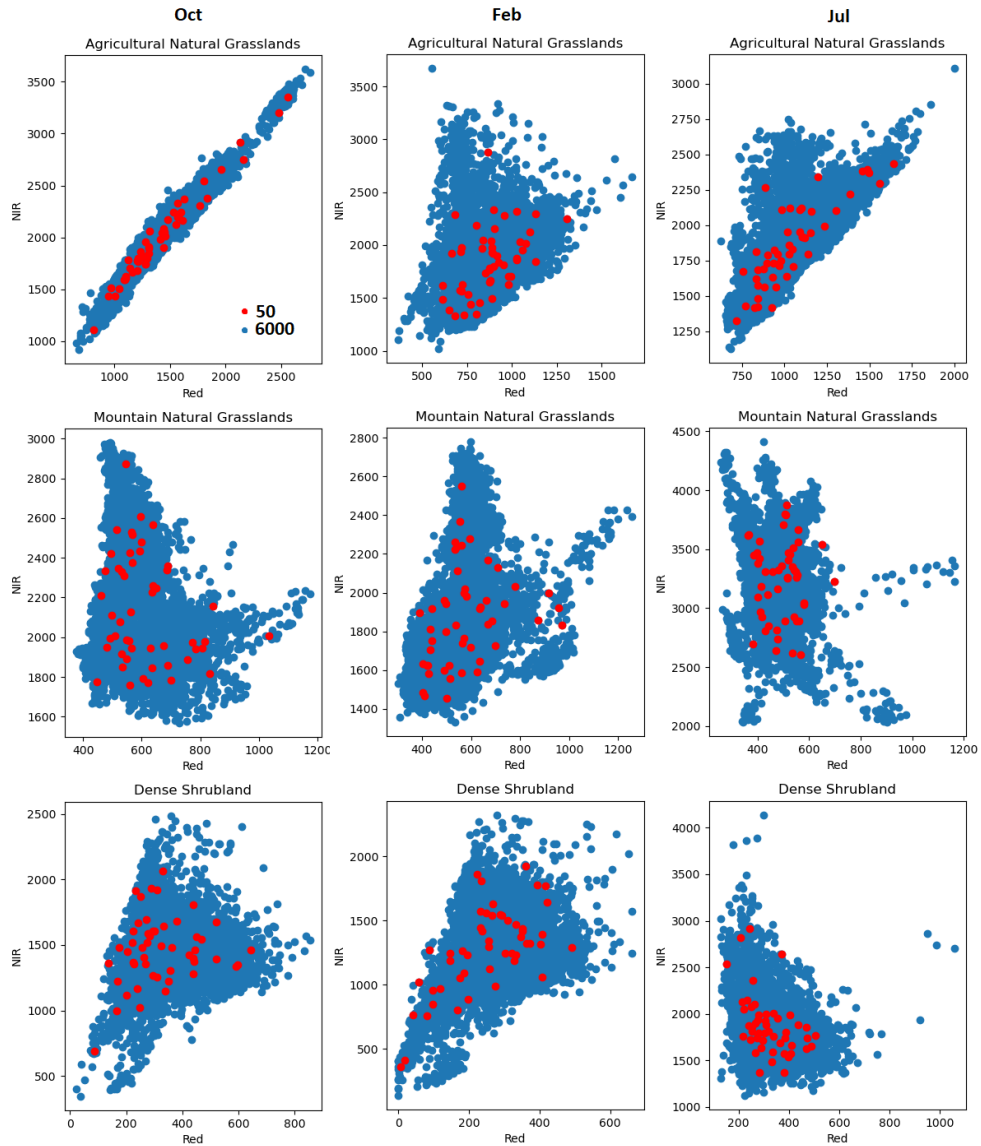 Oct Feb Jul
Agricultural Natural Grasslands Agricultural Natural Grasslands Agricultural Natural Grasslands
3500
3000
2500
2000
1500
1000
NIR
50
6000
1000 1500 2000 2500
Red
3500
3000
2500
2000
1500
1000
NIR
500 750 1000 1250 1500
Red
3000
2750
2500
2250
2000
1750
1500
1250
NIR
750 1000 1250 1500 1750 2000
Red
Mountain Natural Grasslands Mountain Natural Grasslands Mountain Natural Grasslands
3000
2800
2600
2400
2200
2000
1800
1600
NIR
400 600 800 1000 1200
Red
2800
2600
2400
2200
2000
1800
1600
1400
NIR
400 600 800 1000 1200
Red
4500
4000
3500
3000
2500
2000
NIR
400 600 800 1000 1200
Red
Dense Shrubland Dense Shrubland Dense Shrubland
2500
2000
1500
1000
500
NIR
0 200 400 600 800
Red
2000
1500
1000
500
0
NIR
0 200 400 600
Red
4000
3500
3000
2500
2000
1500
1000
NIR
200 400 600 800 1000
Red